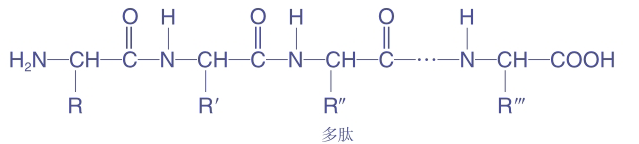 O H O H O H
H₂N—CH—C—N—CH—C—N—CH—C···—N—CH—COOH
R R′ R″ R‴
多肽